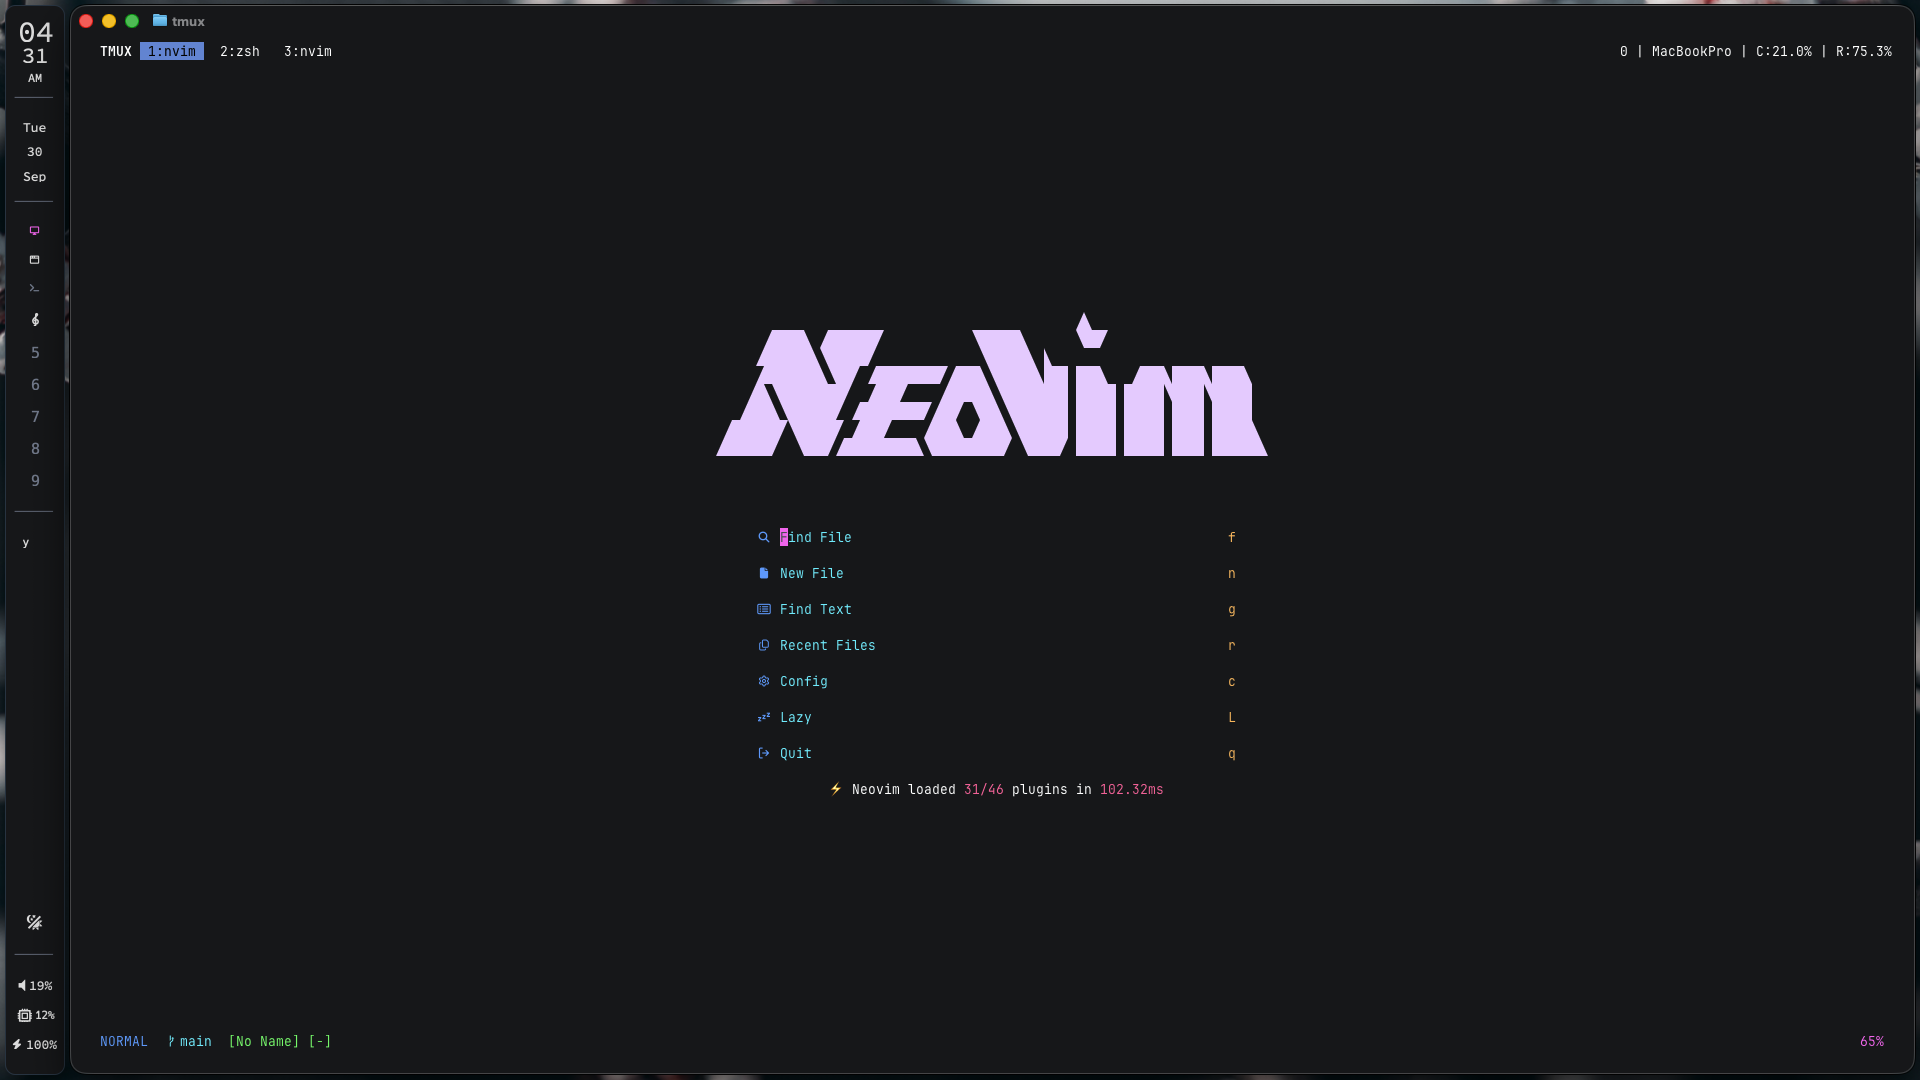 04
31
AM
Tue
30
Sep
5
6
7
8
9
y
19%
12%
100%
tmux
TMUX 1:nvim 2:zsh 3:nvim
0 | MacBookPro | C:21.0% | R:75.3%
NEOVIM
Find File f
New File n
Find Text g
Recent Files r
Config c
Lazy L
Quit q
⚡ Neovim loaded 31/46 plugins in 102.32ms
NORMAL main [No Name] [-] 65%